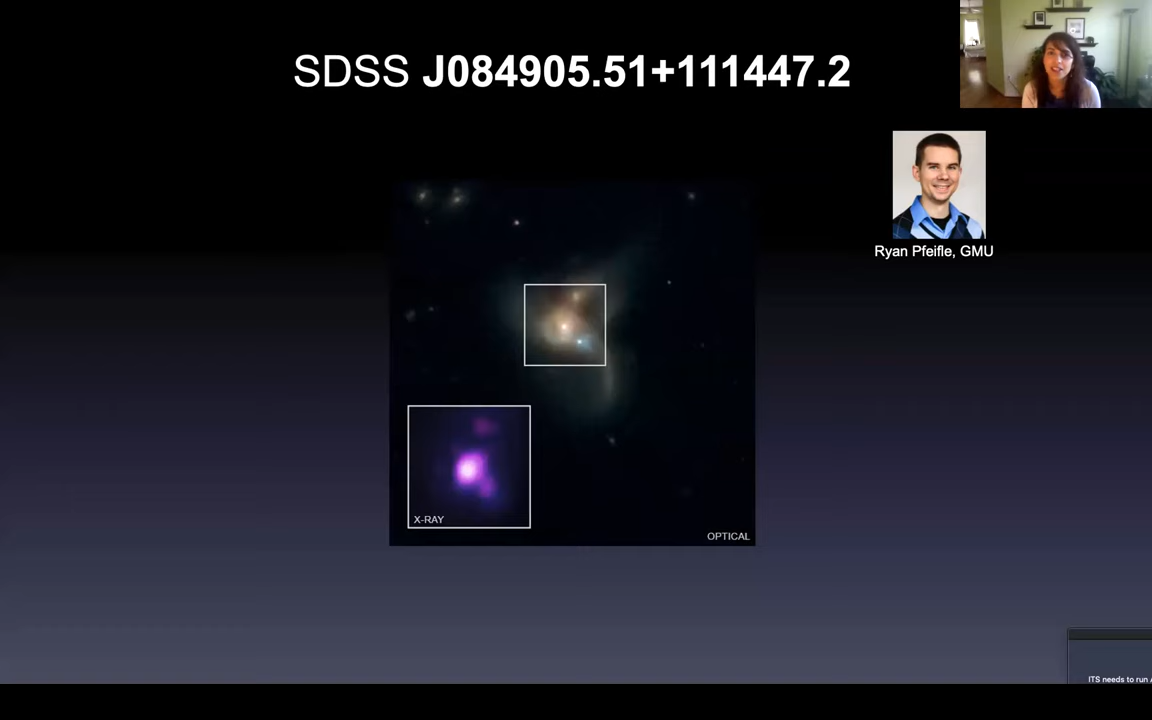 SDSS J084905.51+111447.2
Ryan Pfeifle, GMU
X-RAY
OPTICAL
ITS needs to run